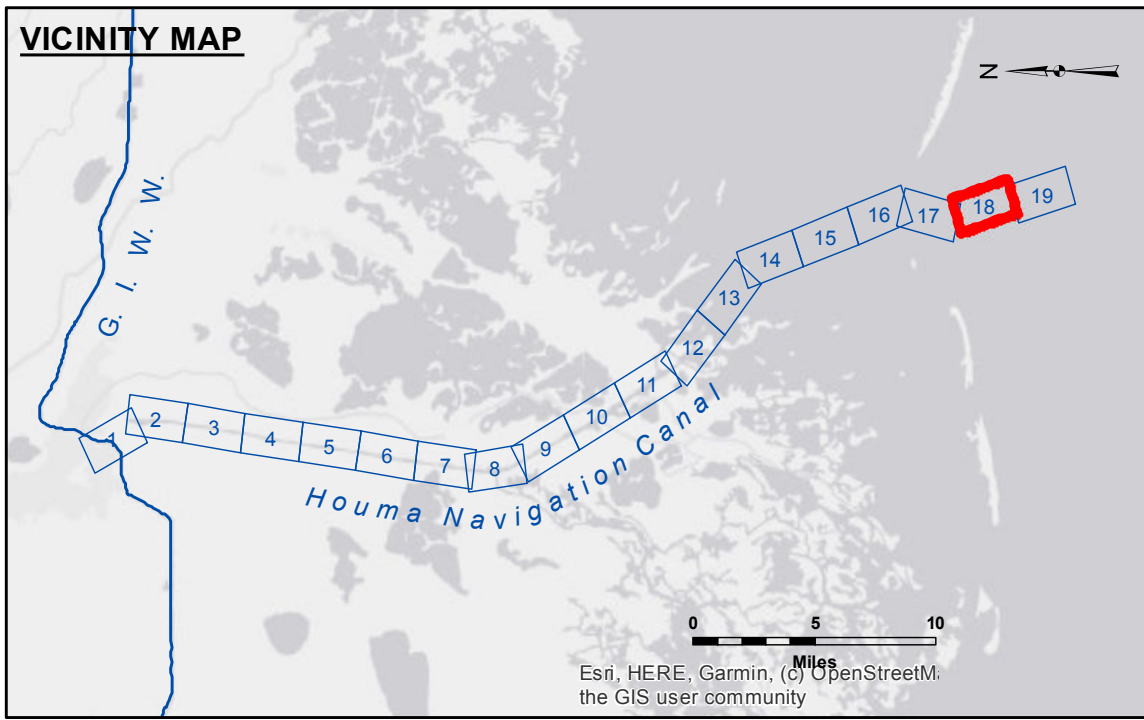 VICINITY MAP
N
G. I. W. W.
1
2
3
4
5
6
7
8
9
10
11
12
13
14
15
16
17
18
19
Houma Navigation Canal
0 5 10
Miles
Esri, HERE, Garmin, (c) OpenStreetM
the GIS user community